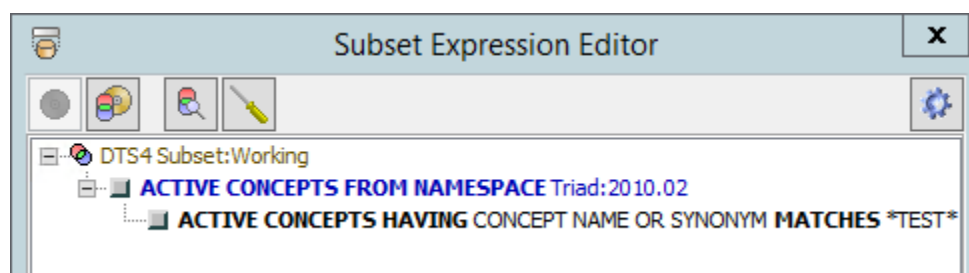 Subset Expression Editor
x
DTS4 Subset:Working
ACTIVE CONCEPTS FROM NAMESPACE Triad:2010.02
ACTIVE CONCEPTS HAVING CONCEPT NAME OR SYNONYM MATCHES *TEST*